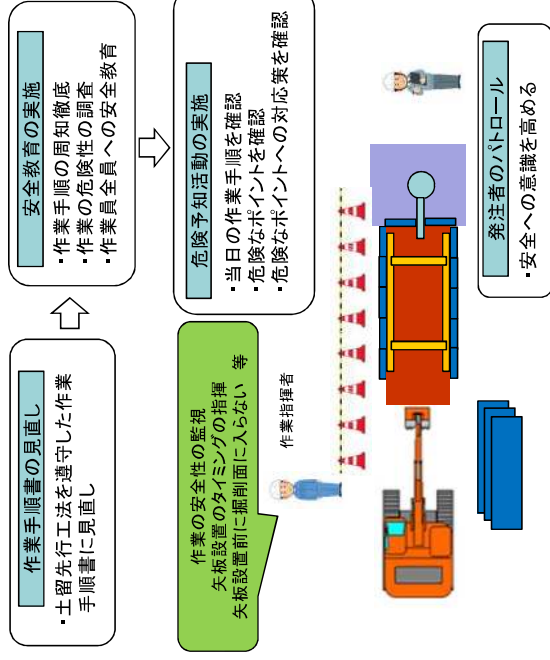 作業手順書の見直し
・土留先行工法を遵守した作業
手順書に見直し
安全教育の実施
・作業手順の周知徹底
・作業の危険性の調査
・作業員全員への安全教育
危険予知活動の実施
・当日の作業手順を確認
・危険なポイントを確認
・危険なポイントへの対応策を確認
作業の安全性の監視
矢板設置のタイミングの指揮
矢板設置前に掘削面に入らない 等
作業指揮者
発注者のパトロール
・安全への意識を高める